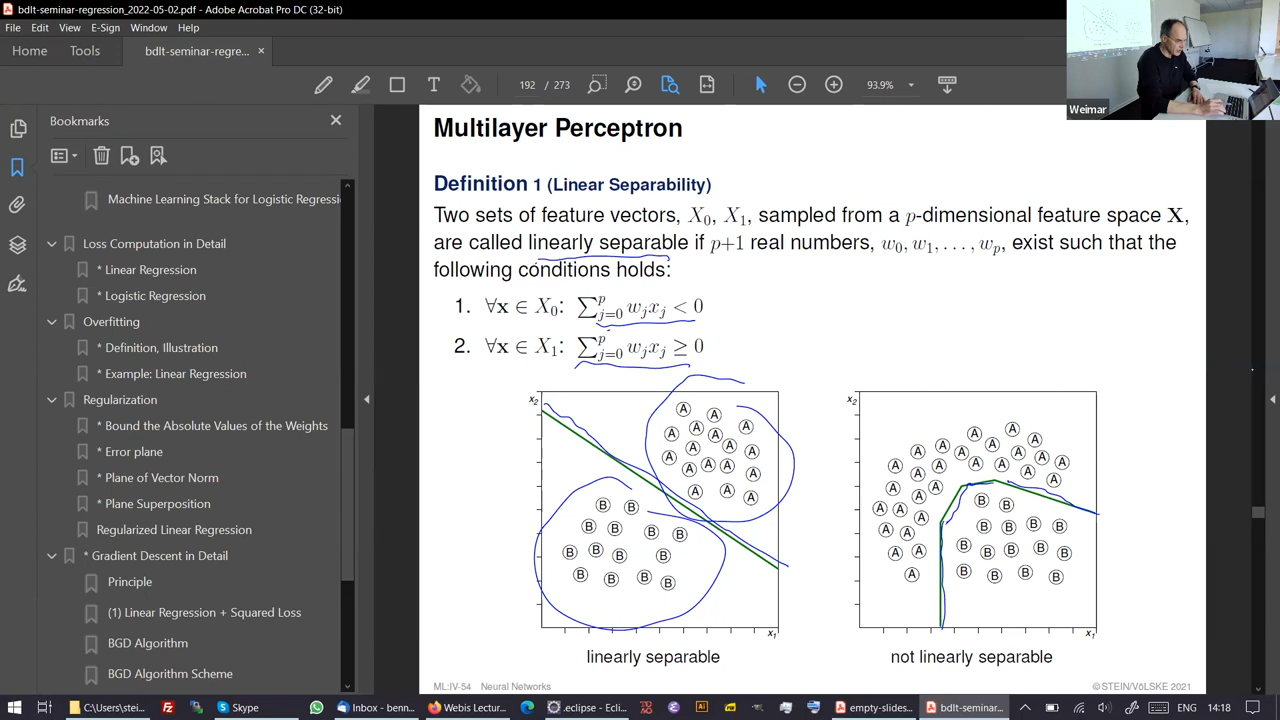 bdlt-seminar-regression_2022-05-02.pdf - Adobe Acrobat Pro DC (32-bit)
File Edit View E-Sign Window Help
Home Tools bdlt-seminar-regre... ×
192 / 273 93.9%
Weimar
Bookmarks
Machine Learning Stack for Logistic Regressi
Loss Computation in Detail
* Linear Regression
* Logistic Regression
Overfitting
* Definition, Illustration
* Example: Linear Regression
Regularization
* Bound the Absolute Values of the Weights
* Error plane
* Plane of Vector Norm
* Plane Superposition
Regularized Linear Regression
* Gradient Descent in Detail
Principle
(1) Linear Regression + Squared Loss
BGD Algorithm
BGD Algorithm Scheme
Multilayer Perceptron
Definition 1 (Linear Separability)
Two sets of feature vectors, X₀, X₁, sampled from a p-dimensional feature space X,
are called linearly separable if p+1 real numbers, w₀, w₁, . . . , wₚ, exist such that the
following conditions holds:
1. ∀x ∈ X₀: ∑ᵖⱼ₌₀ wⱼxⱼ < 0
2. ∀x ∈ X₁: ∑ᵖⱼ₌₀ wⱼxⱼ ≥ 0
x₂ A A A A A A A A A A A A A A A A A A B B B B B B B B B B B B B B x₁
linearly separable
x₂ A A A A A A A A A A A A A A A A A A A A A A A A A B B B B B B B B B B B B B B B x₁
not linearly separable
ML:IV-54 Neural Networks ©STEIN/VÖLSKE 2021
C:\Users\stei... Skype Inbox - benn... Webis Lectur... .eclipse - Ecli... empty-slides... bdlt-seminar... ENG 14:18